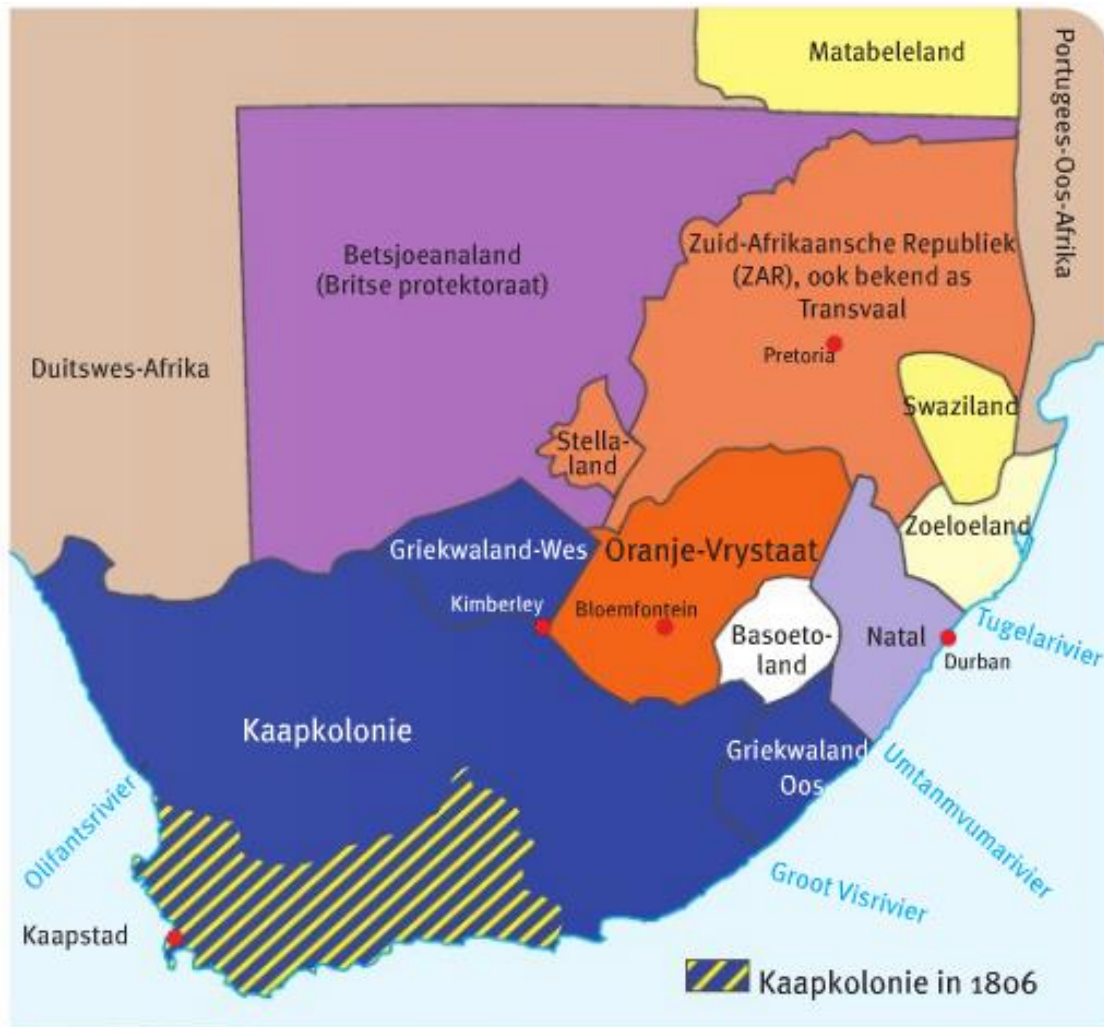 Matabeleland
Portugees-Oos-Afrika
Betsjoeanaland
(Britse protektoraat)
Zuid-Afrikaansche Republiek
(ZAR), ook bekend as
Transvaal
Pretoria
Duitswes-Afrika
Swaziland
Stella-
land
Zoeloeland
Griekwaland-Wes
Oranje-Vrystaat
Kimberley
Bloemfontein
Basoeto-
land
Natal
Tugelarivier
Durban
Kaapkolonie
Griekwaland
Oos
Umtanmvumarivier
Olifantsrivier
Groot Visrivier
Kaapstad
Kaapkolonie in 1806